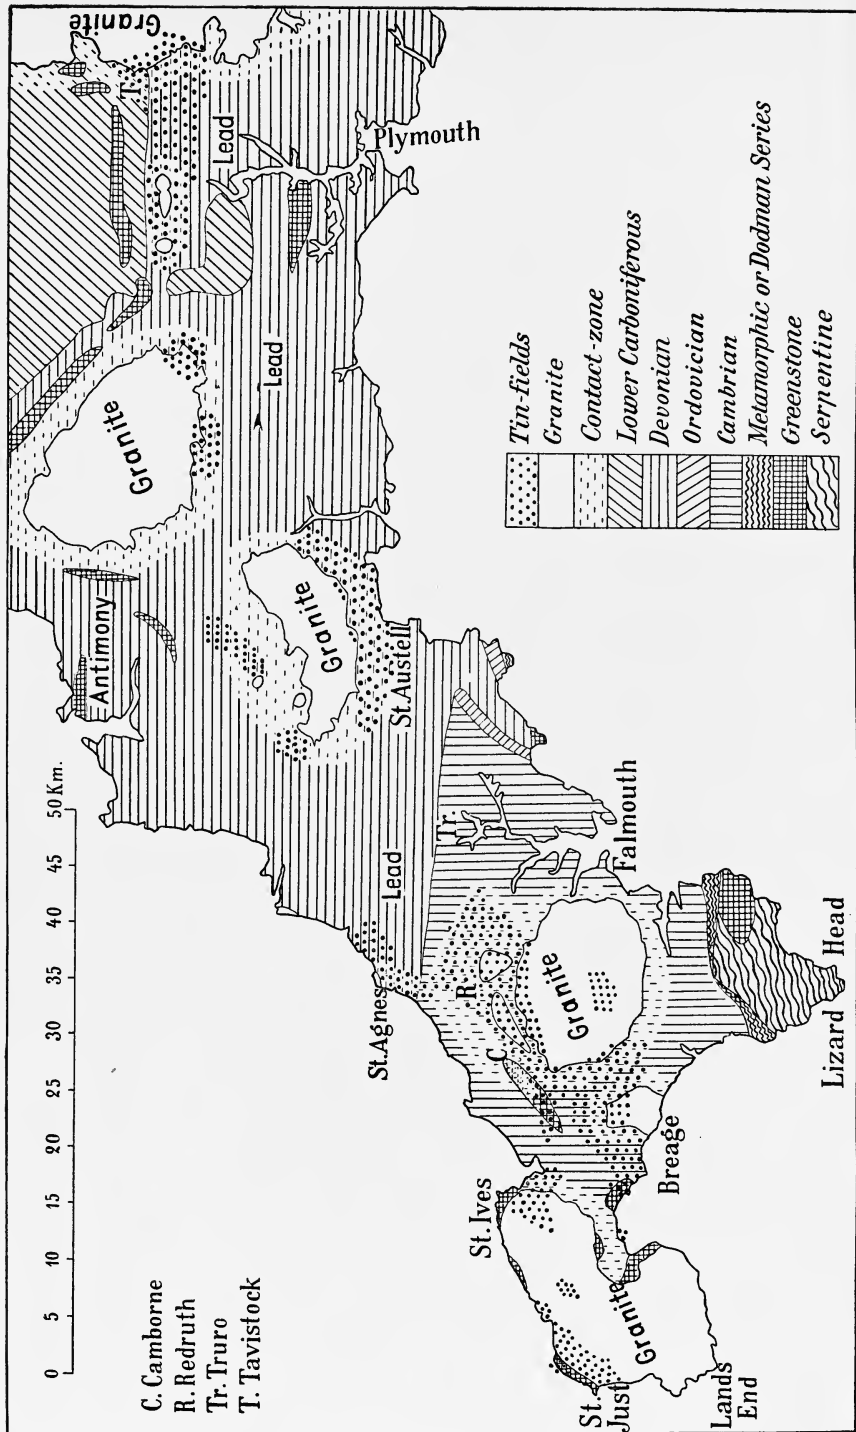 C. Camborne
R. Redruth
Tr. Truro
T. Tavistock
0 5 10 15 20 25 30 35 40 45 50 Km.
Granite
T
Lead
Plymouth
Granite
Lead
Antimony
Granite
St. Austell
Lead
Tr.
Falmouth
St. Agnes
R
C
Granite
Lizard Head
Breage
St. Ives
Granite
St.
Just
Lands
End
Tin-fields
Granite
Contact-zone
Lower Carboniferous
Devonian
Ordovician
Cambrian
Metamorphic or Dodman Series
Greenstone
Serpentine